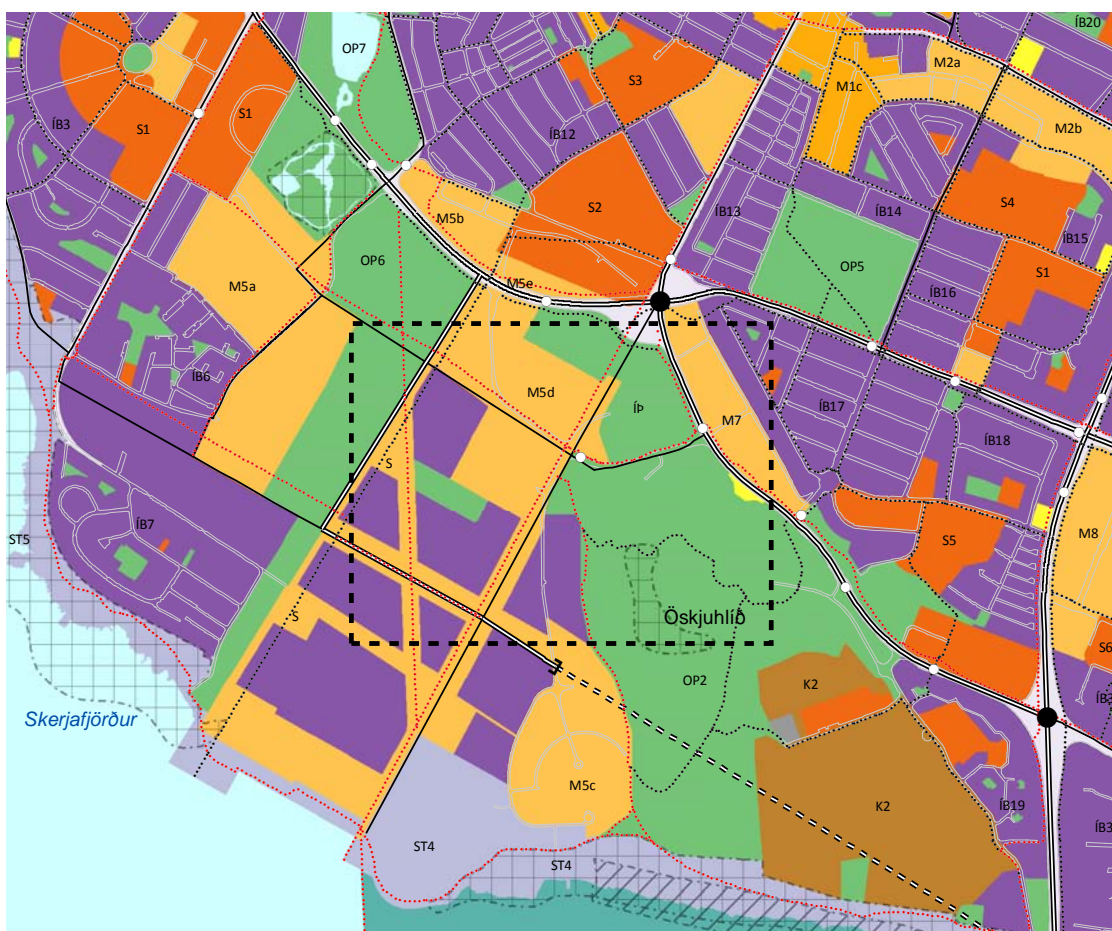 ÍB20
OP7
M2a
S3
M1c
S1
S1
ÍB3
ÍB12
M2b
S2
S4
M5b
ÍB13
ÍB14
ÍB15
OP6
OP5
S1
M5a
M5e
ÍB16
ÍB6
M5d
ÍÞ
M7
ÍB17
ÍB18
S
ÍB7
ST5
M8
S5
S
Öskjuhlíð
S6
OP2
K2
ÍB3
Skerjafjörður
M5c
K2
ÍB19
ÍB3
ST4
ST4